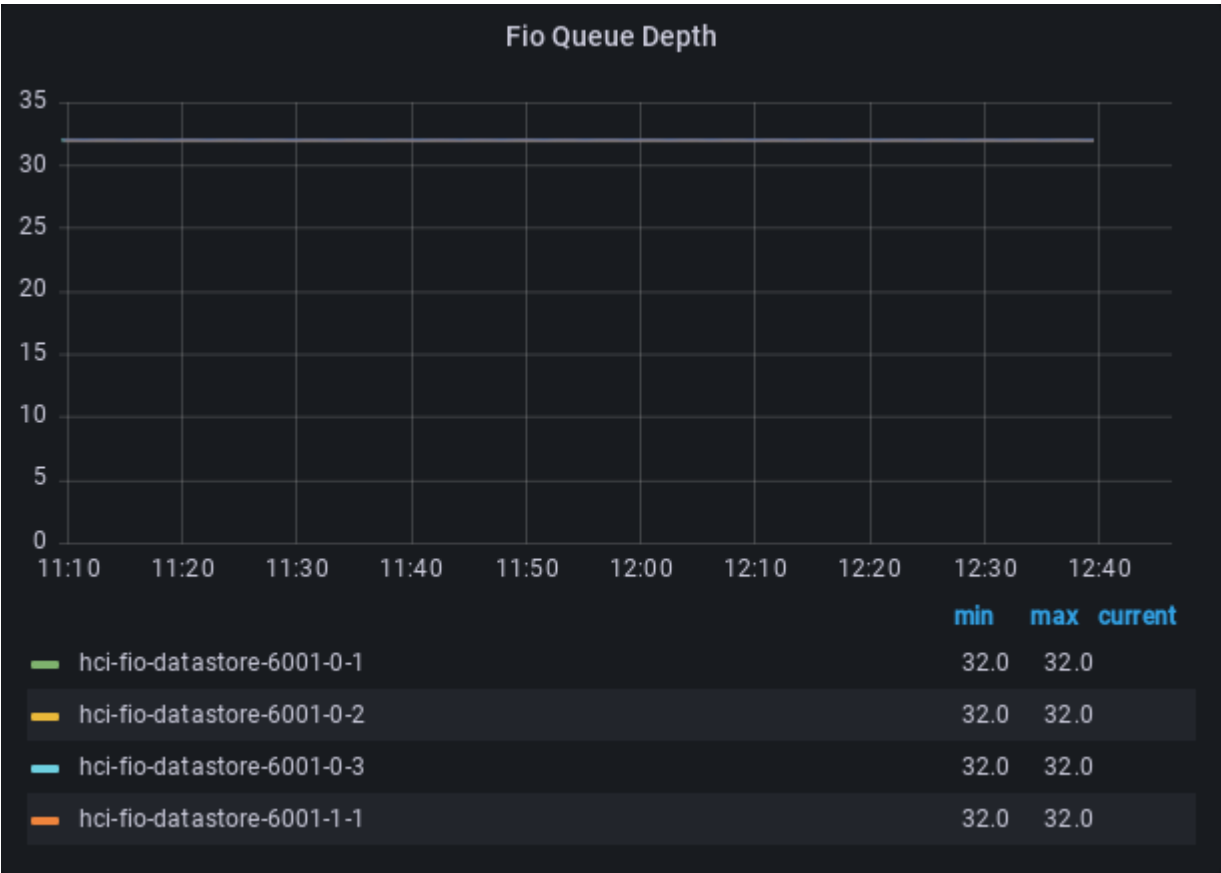 Fio Queue Depth
35
30
25
20
15
10
5
0
11:10 11:20 11:30 11:40 11:50 12:00 12:10 12:20 12:30 12:40
min max current
hci-fio-datastore-6001-0-1 32.0 32.0
hci-fio-datastore-6001-0-2 32.0 32.0
hci-fio-datastore-6001-0-3 32.0 32.0
hci-fio-datastore-6001-1-1 32.0 32.0